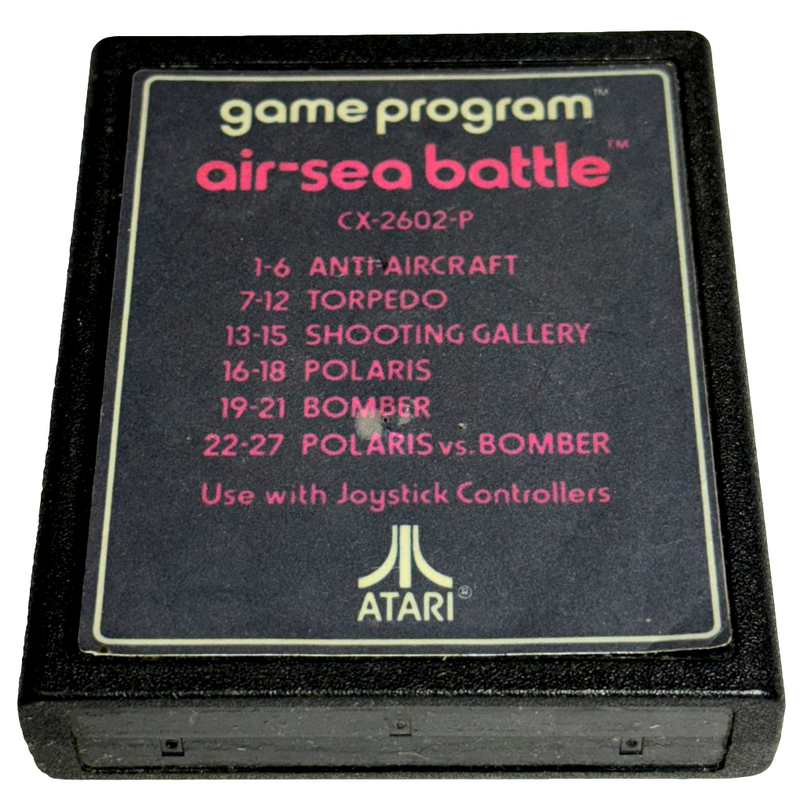 game program™
air-sea battle™
CX-2602-P
1-6 ANTI-AIRCRAFT
7-12 TORPEDO
13-15 SHOOTING GALLERY
16-18 POLARIS
19-21 BOMBER
22-27 POLARIS vs. BOMBER
Use with Joystick Controllers
ATARI®